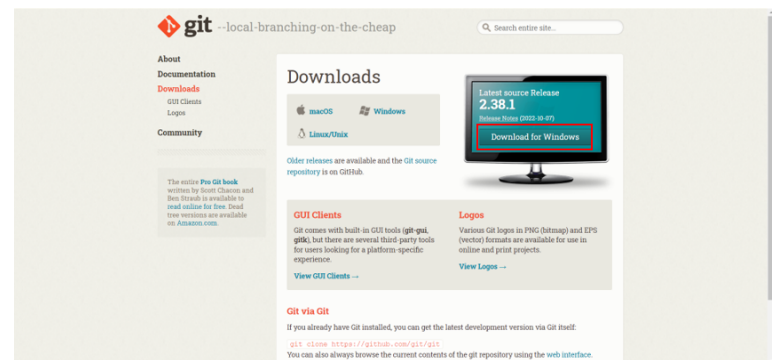 git --local-branching-on-the-cheap
Search entire site...
About
Documentation
Downloads
GUI Clients
Logos
Community
The entire Pro Git book
written by Scott Chacon and
Ben Straub is available to
read online for free. Dead
tree versions are available
on Amazon.com.
Downloads
macOS
Windows
Linux/Unix
Older releases are available and the Git source
repository is on GitHub.
Latest source Release
2.38.1
Release Notes (2022-10-07)
Download for Windows
GUI Clients
Git comes with built-in GUI tools (git-gui,
gitk), but there are several third-party tools
for users looking for a platform-specific
experience.
View GUI Clients →
Logos
Various Git logos in PNG (bitmap) and EPS
(vector) formats are available for use in
online and print projects.
View Logos →
Git via Git
If you already have Git installed, you can get the latest development version via Git itself:
git clone https://github.com/git/git
You can also always browse the current contents of the git repository using the web interface.